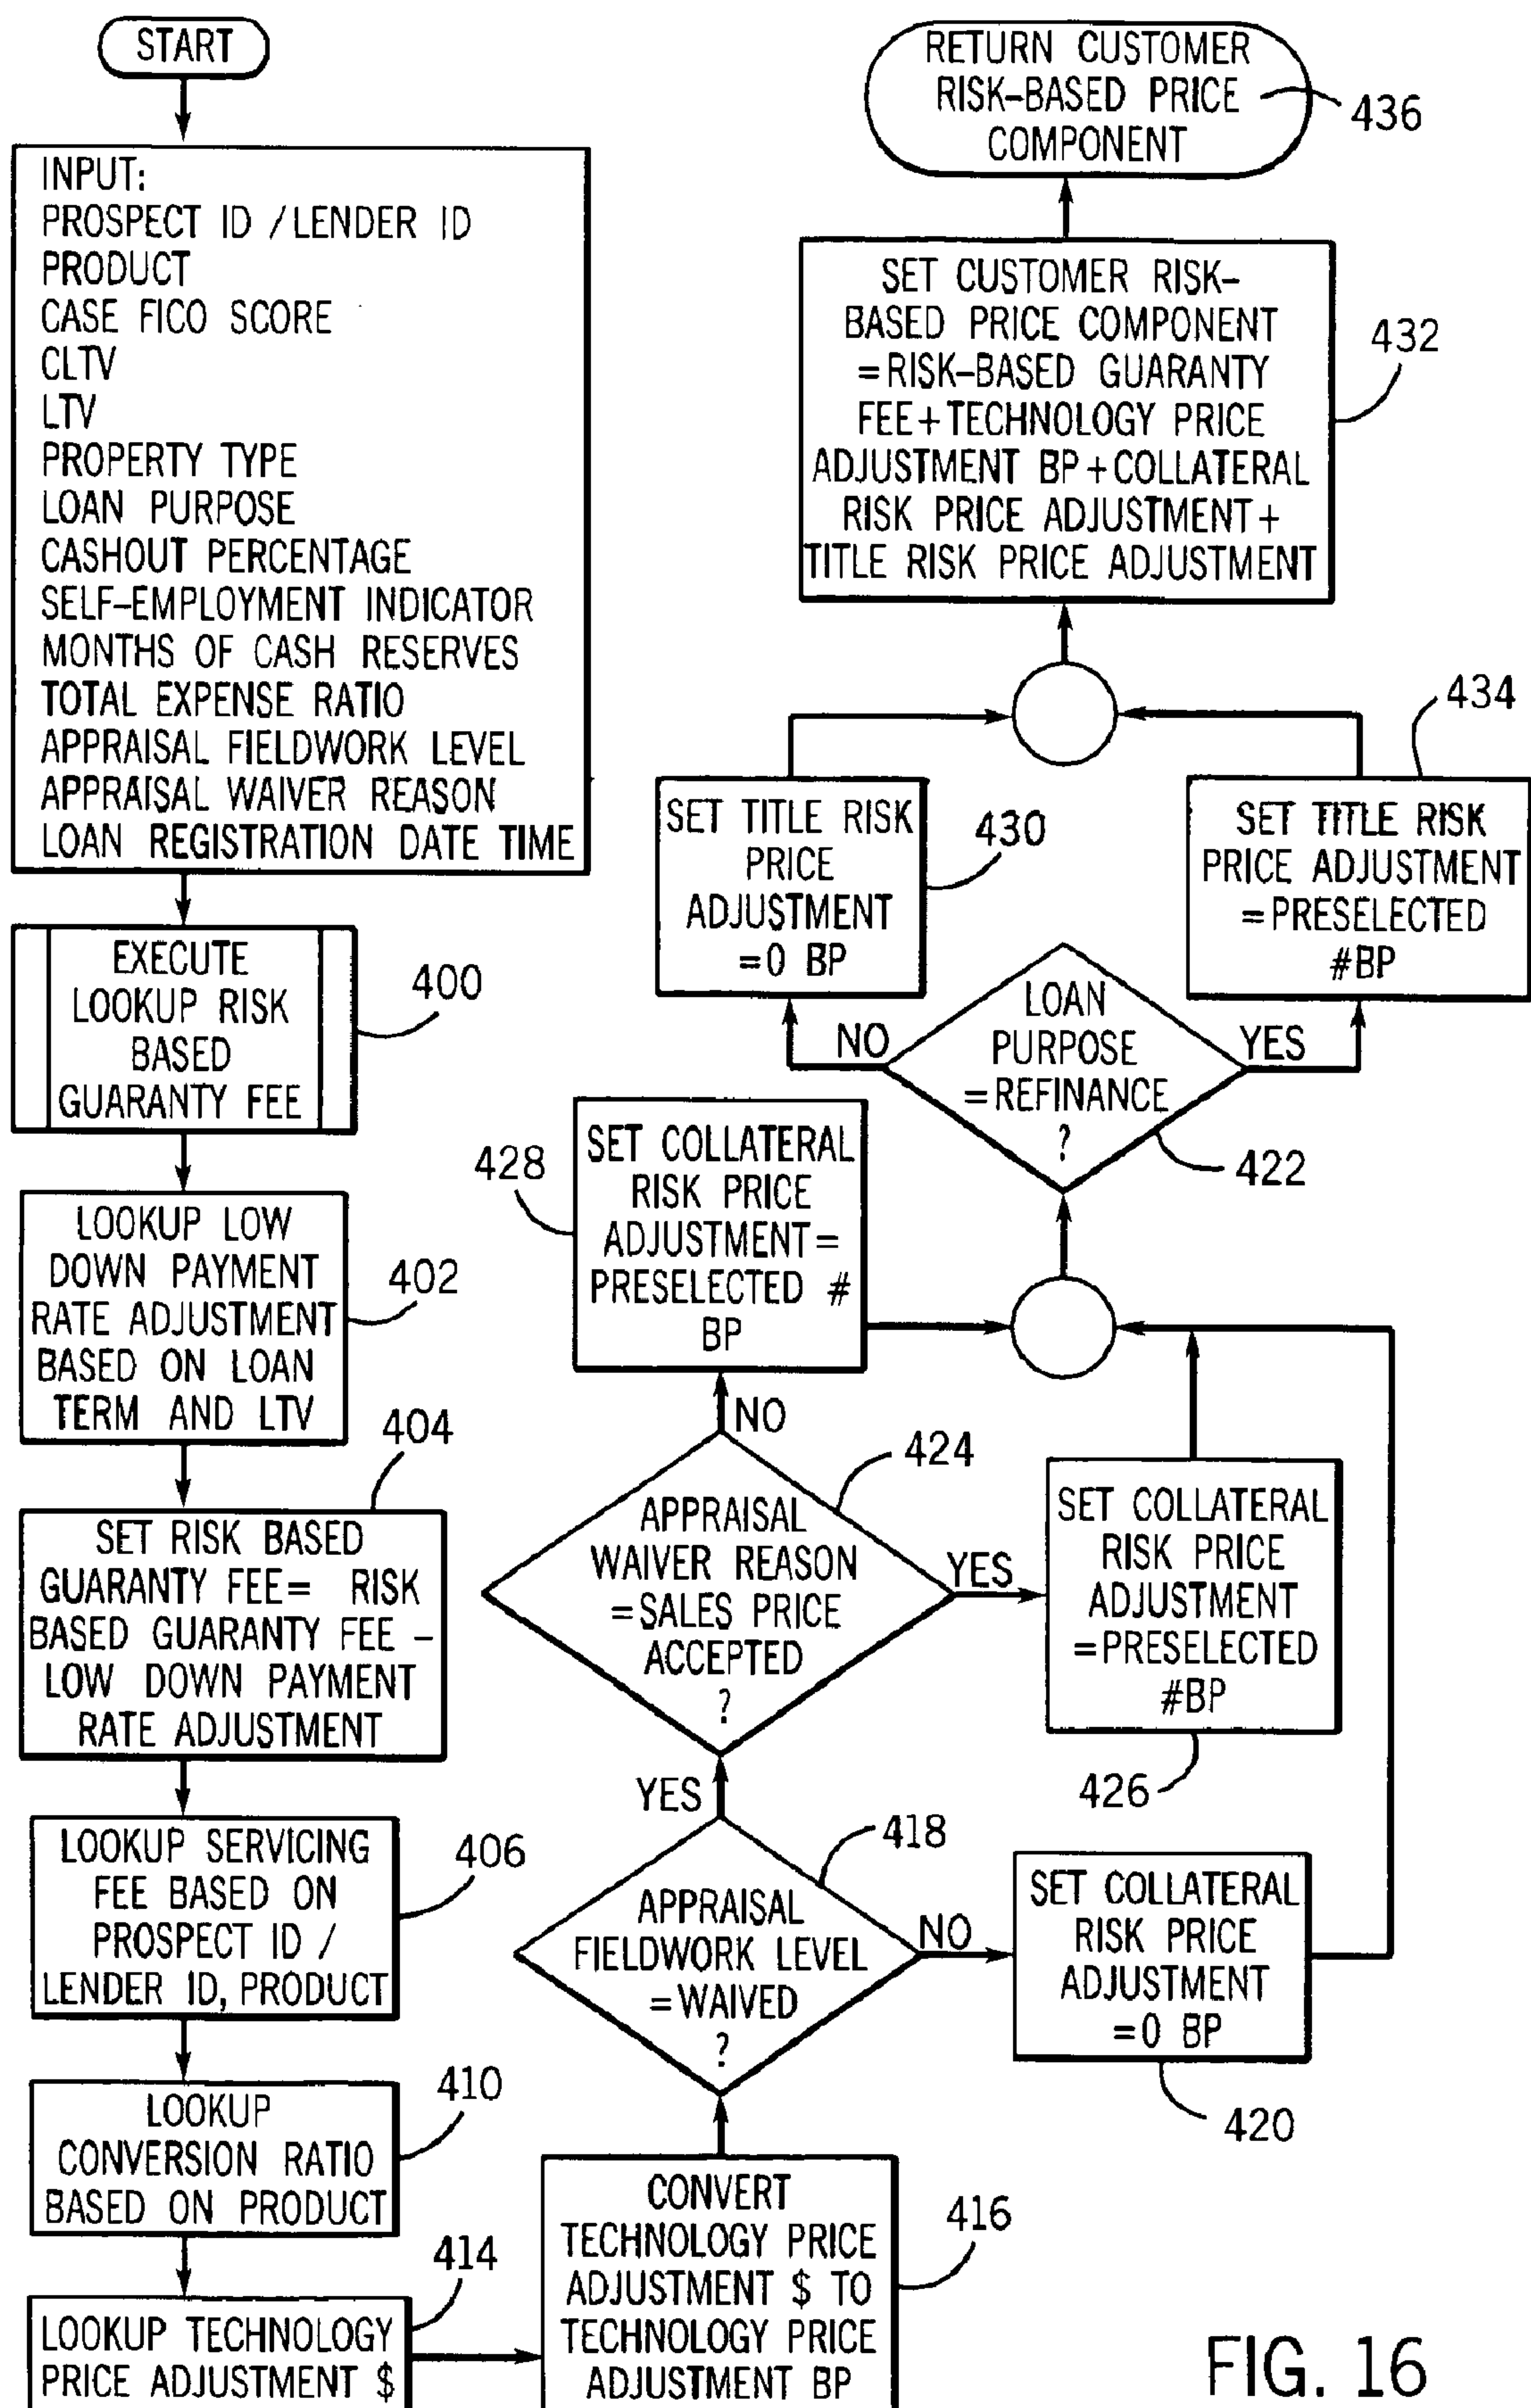 START
INPUT:
PROSPECT ID / LENDER ID
PRODUCT
CASE FICO SCORE
CLTV
LTV
PROPERTY TYPE
LOAN PURPOSE
CASHOUT PERCENTAGE
SELF-EMPLOYMENT INDICATOR
MONTHS OF CASH RESERVES
TOTAL EXPENSE RATIO
APPRAISAL FIELDWORK LEVEL
APPRAISAL WAIVER REASON
LOAN REGISTRATION DATE TIME
EXECUTE
LOOKUP RISK
BASED
GUARANTY FEE
400
LOOKUP LOW
DOWN PAYMENT
RATE ADJUSTMENT
BASED ON LOAN
TERM AND LTV
402
404
SET RISK BASED
GUARANTY FEE= RISK
BASED GUARANTY FEE -
LOW DOWN PAYMENT
RATE ADJUSTMENT
LOOKUP SERVICING
FEE BASED ON
PROSPECT ID /
LENDER ID, PRODUCT
406
LOOKUP
CONVERSION RATIO
BASED ON PRODUCT
410
414
LOOKUP TECHNOLOGY
PRICE ADJUSTMENT $
CONVERT
TECHNOLOGY PRICE
ADJUSTMENT $ TO
TECHNOLOGY PRICE
ADJUSTMENT BP
416
APPRAISAL
FIELDWORK LEVEL
=WAIVED
?
418
NO
YES
SET COLLATERAL
RISK PRICE
ADJUSTMENT
=0 BP
420
APPRAISAL
WAIVER REASON
=SALES PRICE
ACCEPTED
?
424
YES
NO
SET COLLATERAL
RISK PRICE
ADJUSTMENT
=PRESELECTED
#BP
426
428
SET COLLATERAL
RISK PRICE
ADJUSTMENT=
PRESELECTED #
BP
LOAN
PURPOSE
=REFINANCE
?
422
NO
YES
SET TITLE RISK
PRICE
ADJUSTMENT
=0 BP
430
434
SET TITLE RISK
PRICE ADJUSTMENT
=PRESELECTED
#BP
SET CUSTOMER RISK-
BASED PRICE COMPONENT
=RISK-BASED GUARANTY
FEE+TECHNOLOGY PRICE
ADJUSTMENT BP+COLLATERAL
RISK PRICE ADJUSTMENT+
TITLE RISK PRICE ADJUSTMENT
432
RETURN CUSTOMER
RISK-BASED PRICE
COMPONENT
436
FIG. 16